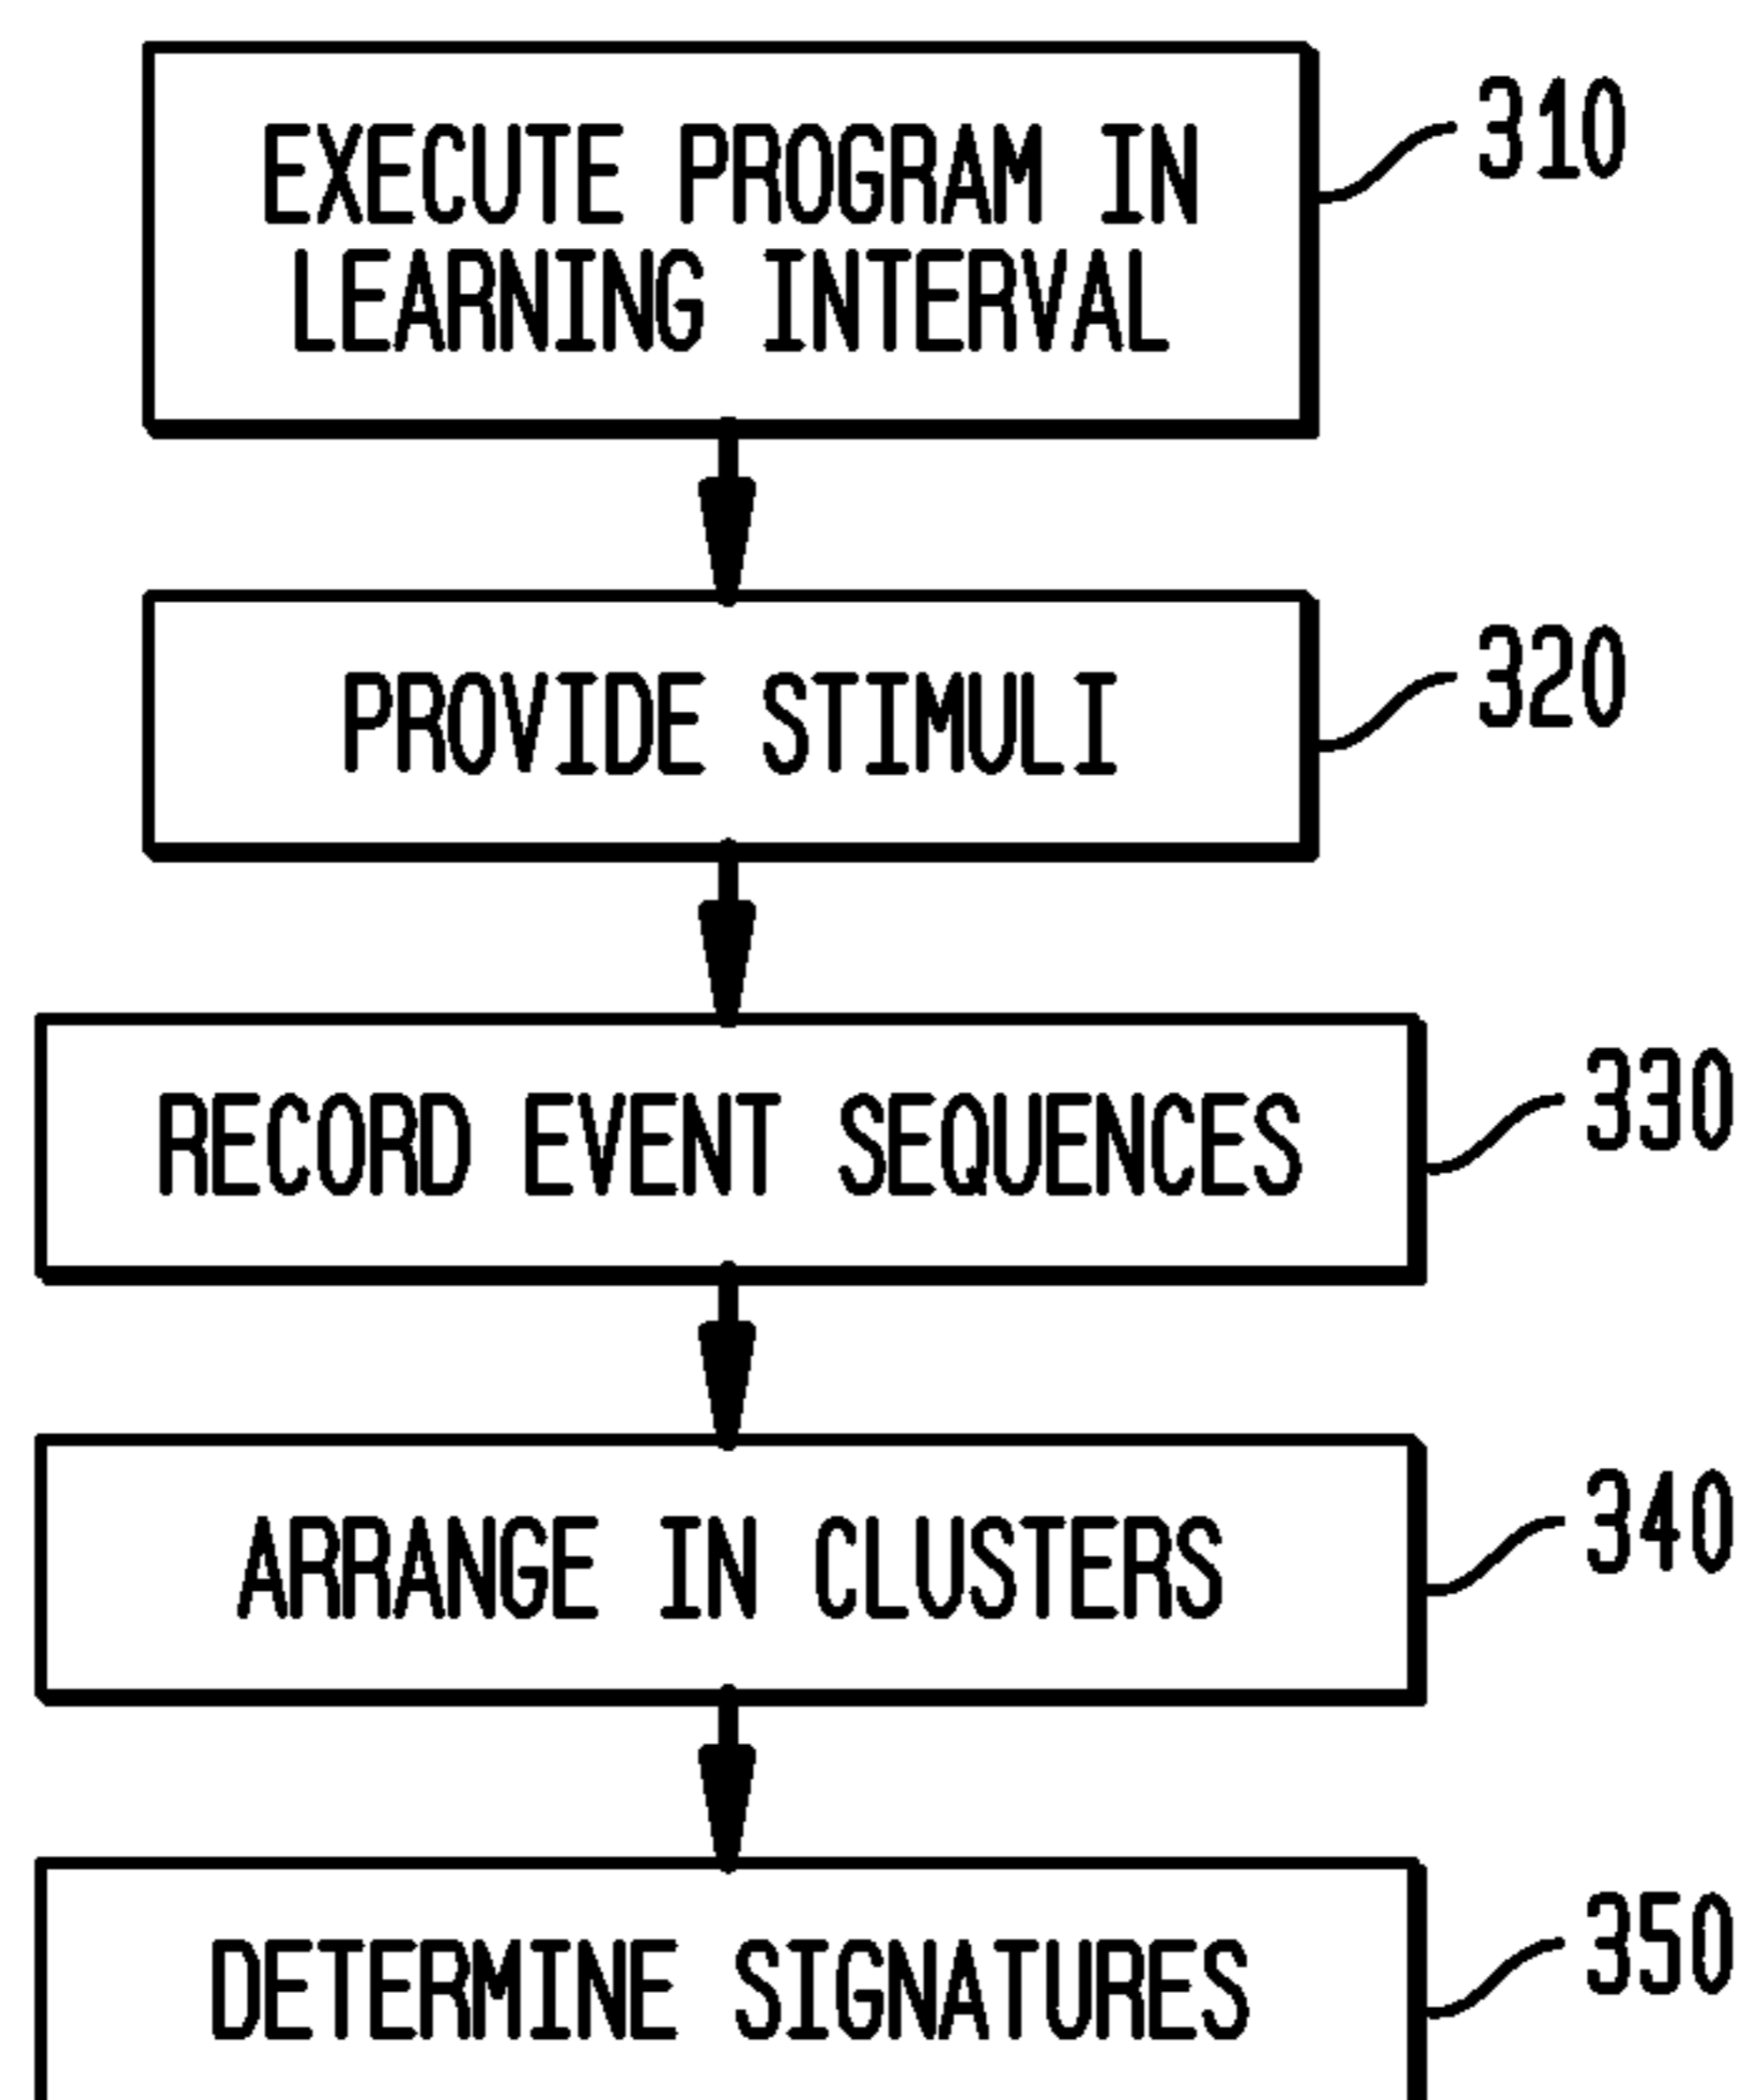 EXECUTE PROGRAM IN
LEARNING INTERVAL
310
PROVIDE STIMULI
320
RECORD EVENT SEQUENCES
330
ARRANGE IN CLUSTERS
340
DETERMINE SIGNATURES
350